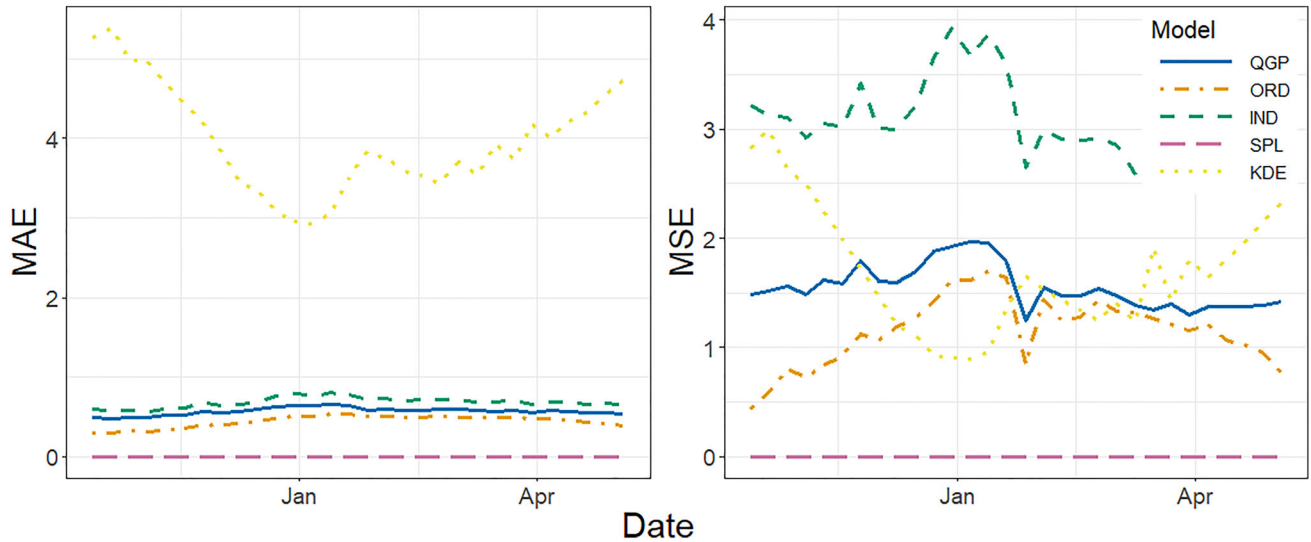 MAE
4
2
0
Jan
Apr
MSE
4
3
2
1
0
Jan
Apr
Model
QGP
ORD
IND
SPL
KDE
Date